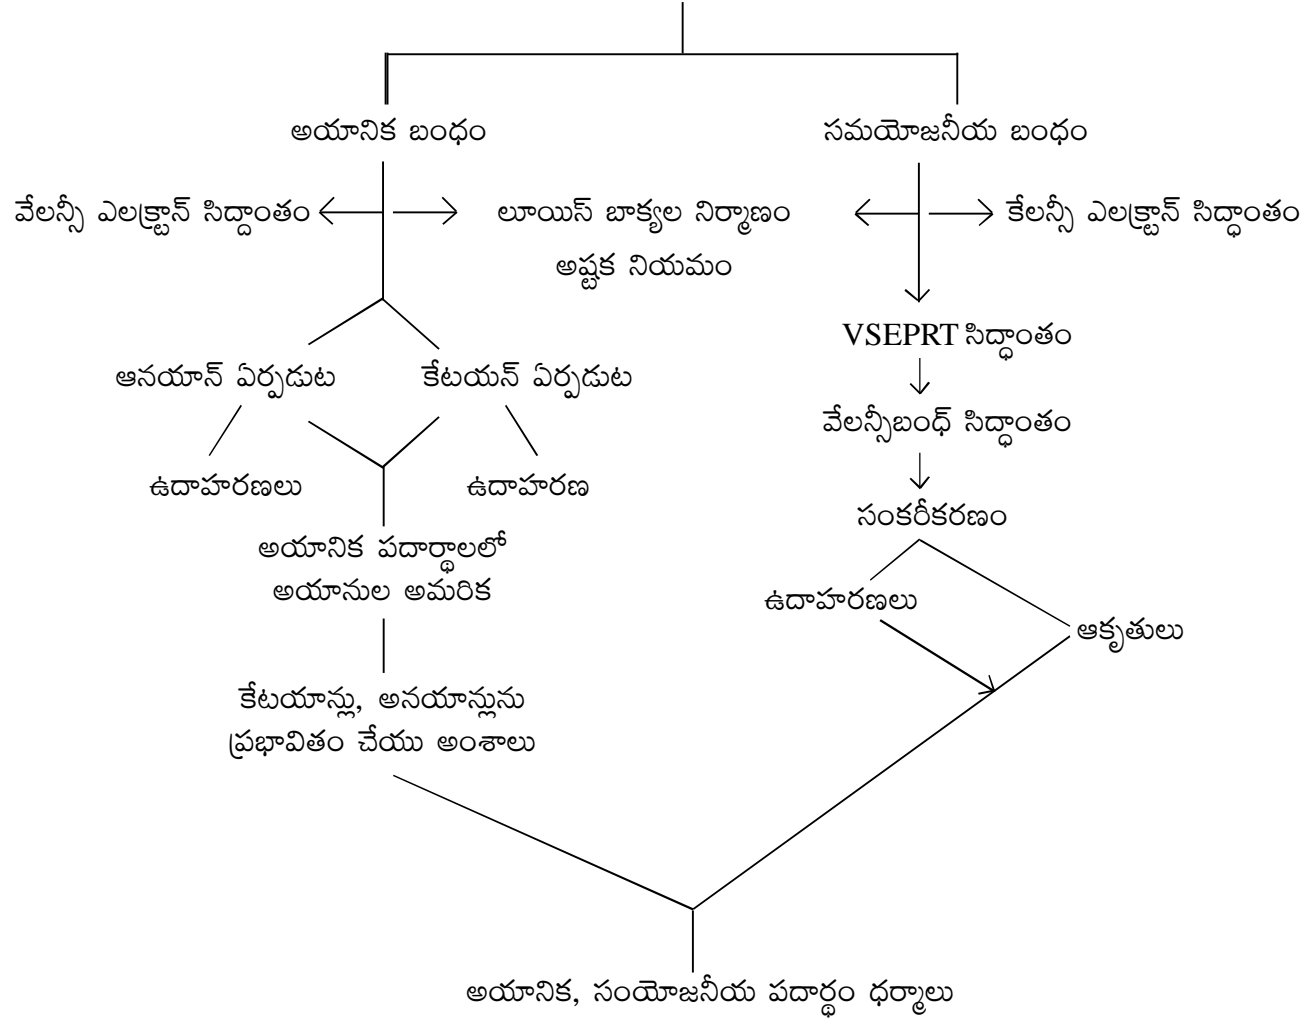 అయానిక బంధం
సమయోజనీయ బంధం
వేలన్సీ ఎలక్ట్రాన్ సిద్దాంతం
లూయిస్ బాక్యల నిర్మాణం
కేలన్సీ ఎలక్ట్రాన్ సిద్ధాంతం
అష్టక నియమం
VSEPRT సిద్ధాంతం
ఆనయాన్ ఏర్పడుట
కేటయన్ ఏర్పడుట
వేలన్సీబంధ్ సిద్ధాంతం
ఉదాహరణలు
ఉదాహరణ
సంకరీకరణం
అయానిక పదార్థాలలో
అయానుల అమరిక
ఉదాహరణలు
ఆకృతులు
కేటయాన్లు, అనయాన్లును
ప్రభావితం చేయు అంశాలు
అయానిక, సంయోజనీయ పదార్థం ధర్మాలు